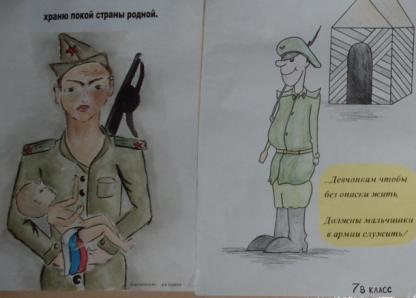 храню покой страны родной.
...Девчонкам чтобы
без опаски жить,
Должны мальчишки
в армии служить!
7В КЛАСС